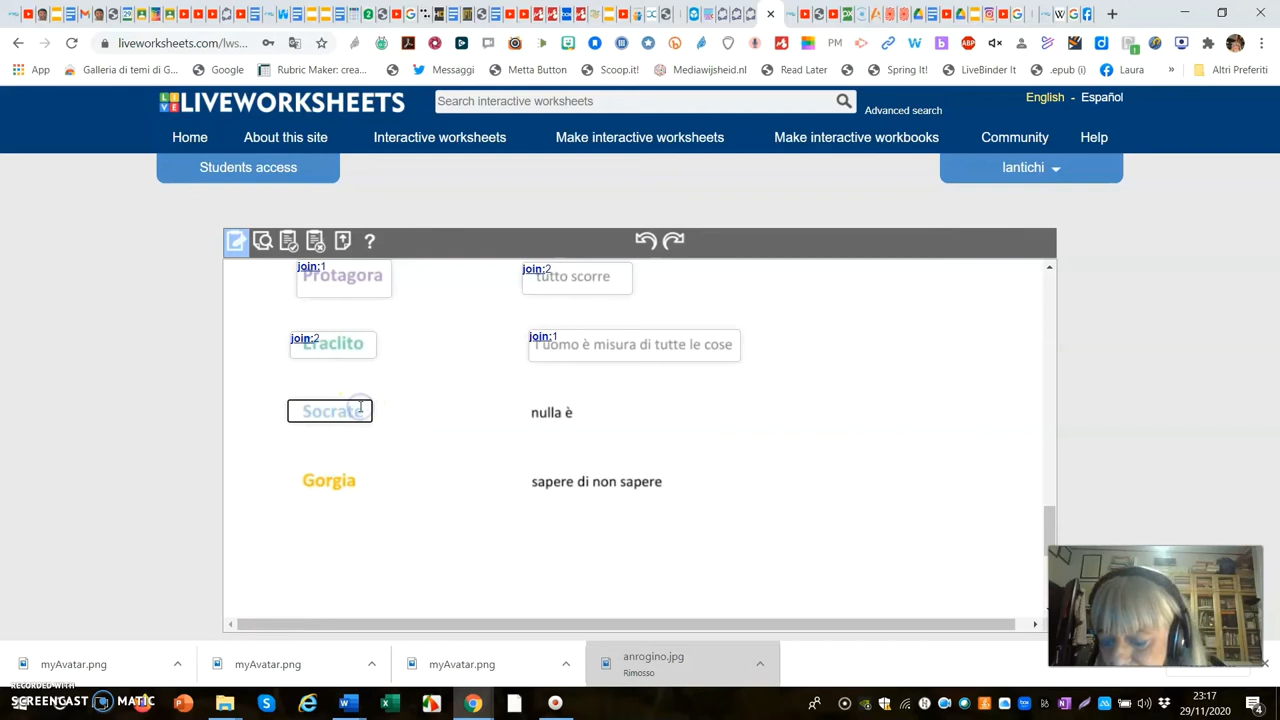 liveworksheets.com/lws...
PM
ABP
App
Galleria di temi di G...
Google
Rubric Maker: crea...
Messaggi
Metta Button
Scoop.it!
Mediawijsheid.nl
Read Later
Spring It!
LiveBinder It
.epub (i)
Laura
»
Altri Preferiti
LIVEWORKSHEETS
Search interactive worksheets
Advanced search
English - Español
Home
About this site
Interactive worksheets
Make interactive worksheets
Make interactive workbooks
Community
Help
Students access
lantichi
?
join:1
Protagora
join:2
tutto scorre
join:2
Eraclito
join:1
l'uomo è misura di tutte le cose
Socrate
nulla è
Gorgia
sapere di non sapere
myAvatar.png
myAvatar.png
myAvatar.png
anrogino.jpg
Rimosso
RECORDED WITH
SCREENCAST MATIC
23:17
29/11/2020
4